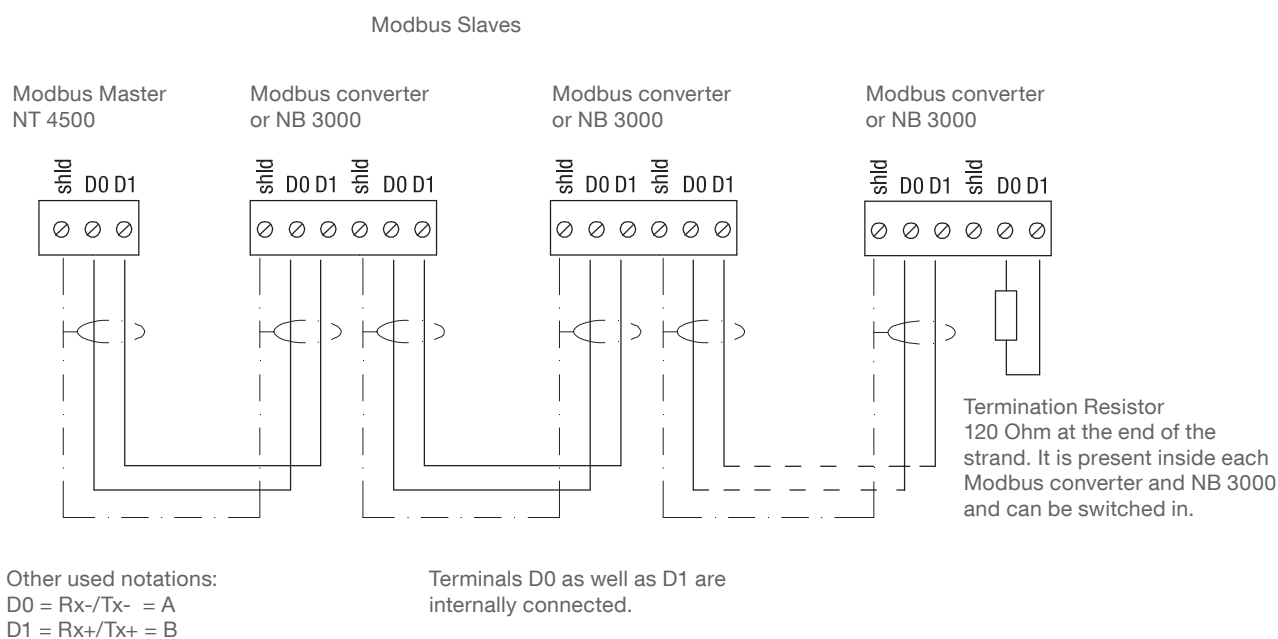 Modbus Slaves
Modbus Master
NT 4500
Modbus converter
or NB 3000
Modbus converter
or NB 3000
Modbus converter
or NB 3000
shld D0 D1
shld D0 D1 shld D0 D1
shld D0 D1 shld D0 D1
shld D0 D1 shld D0 D1
Termination Resistor
120 Ohm at the end of the
strand. It is present inside each
Modbus converter and NB 3000
and can be switched in.
Other used notations:
D0 = Rx-/Tx- = A
D1 = Rx+/Tx+ = B
Terminals D0 as well as D1 are
internally connected.